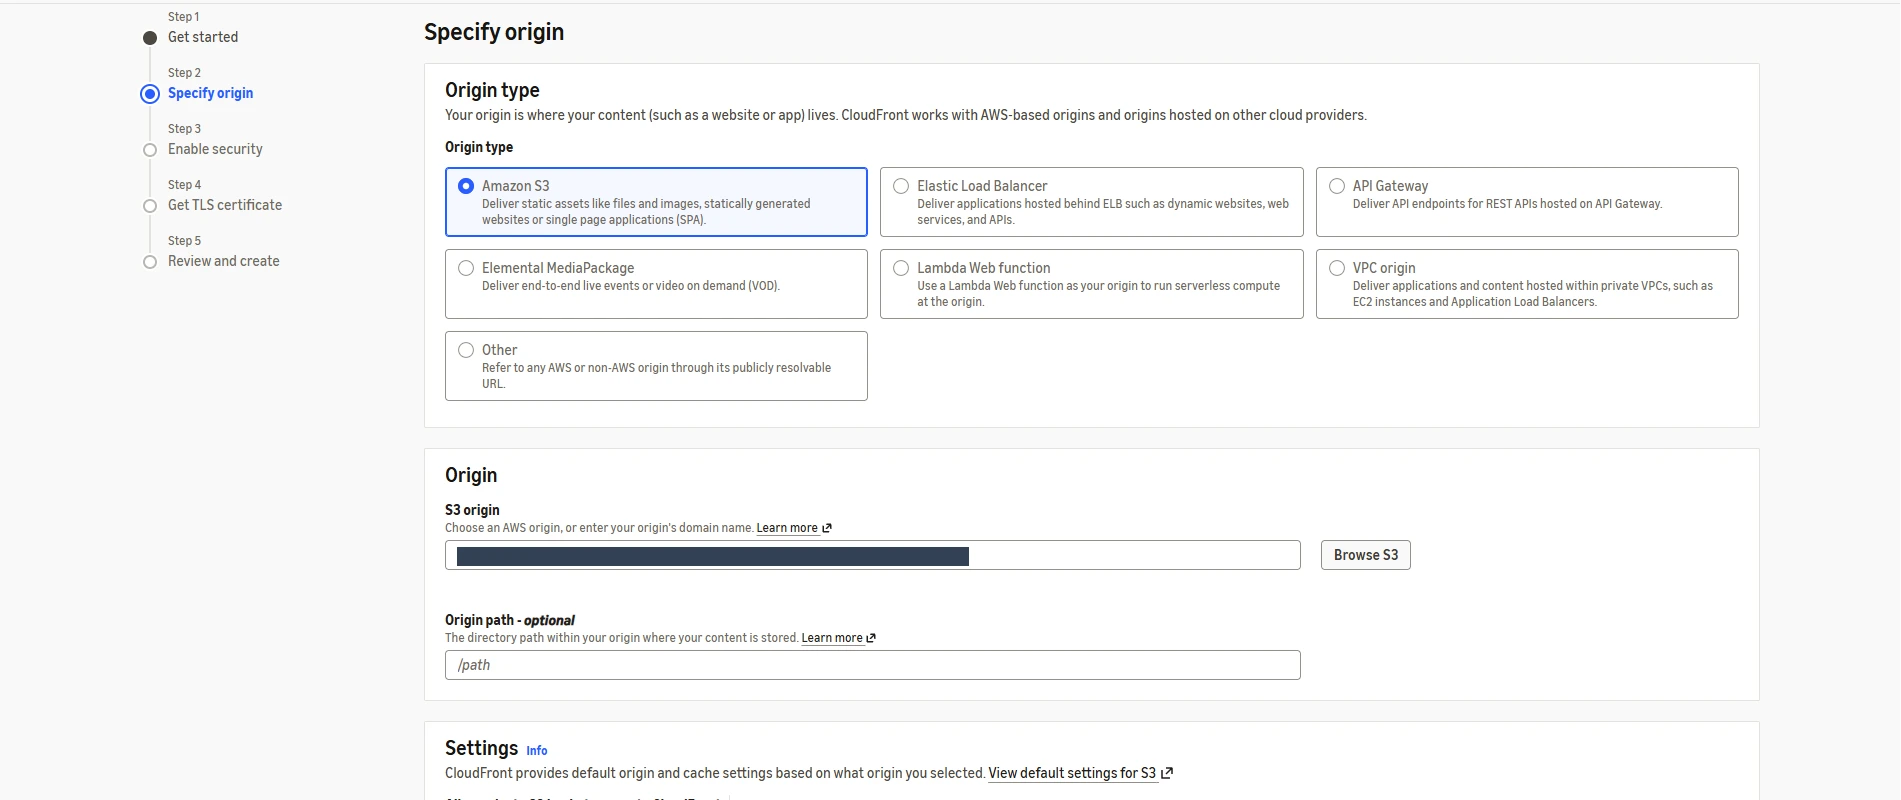 Step 1
Get started
Step 2
Specify origin
Step 3
Enable security
Step 4
Get TLS certificate
Step 5
Review and create
Specify origin
Origin type
Your origin is where your content (such as a website or app) lives. CloudFront works with AWS-based origins and origins hosted on other cloud providers.
Origin type
Amazon S3
Deliver static assets like files and images, statically generated
websites or single page applications (SPA).
Elastic Load Balancer
Deliver applications hosted behind ELB such as dynamic websites, web
services, and APIs.
API Gateway
Deliver API endpoints for REST APIs hosted on API Gateway.
Elemental MediaPackage
Deliver end-to-end live events or video on demand (VOD).
Lambda Web function
Use a Lambda Web function as your origin to run serverless compute
at the origin.
VPC origin
Deliver applications and content hosted within private VPCs, such as
EC2 instances and Application Load Balancers.
Other
Refer to any AWS or non-AWS origin through its publicly resolvable
URL.
Origin
S3 origin
Choose an AWS origin, or enter your origin's domain name. Learn more
Browse S3
Origin path - optional
The directory path within your origin where your content is stored. Learn more
/path
Settings Info
CloudFront provides default origin and cache settings based on what origin you selected. View default settings for S3